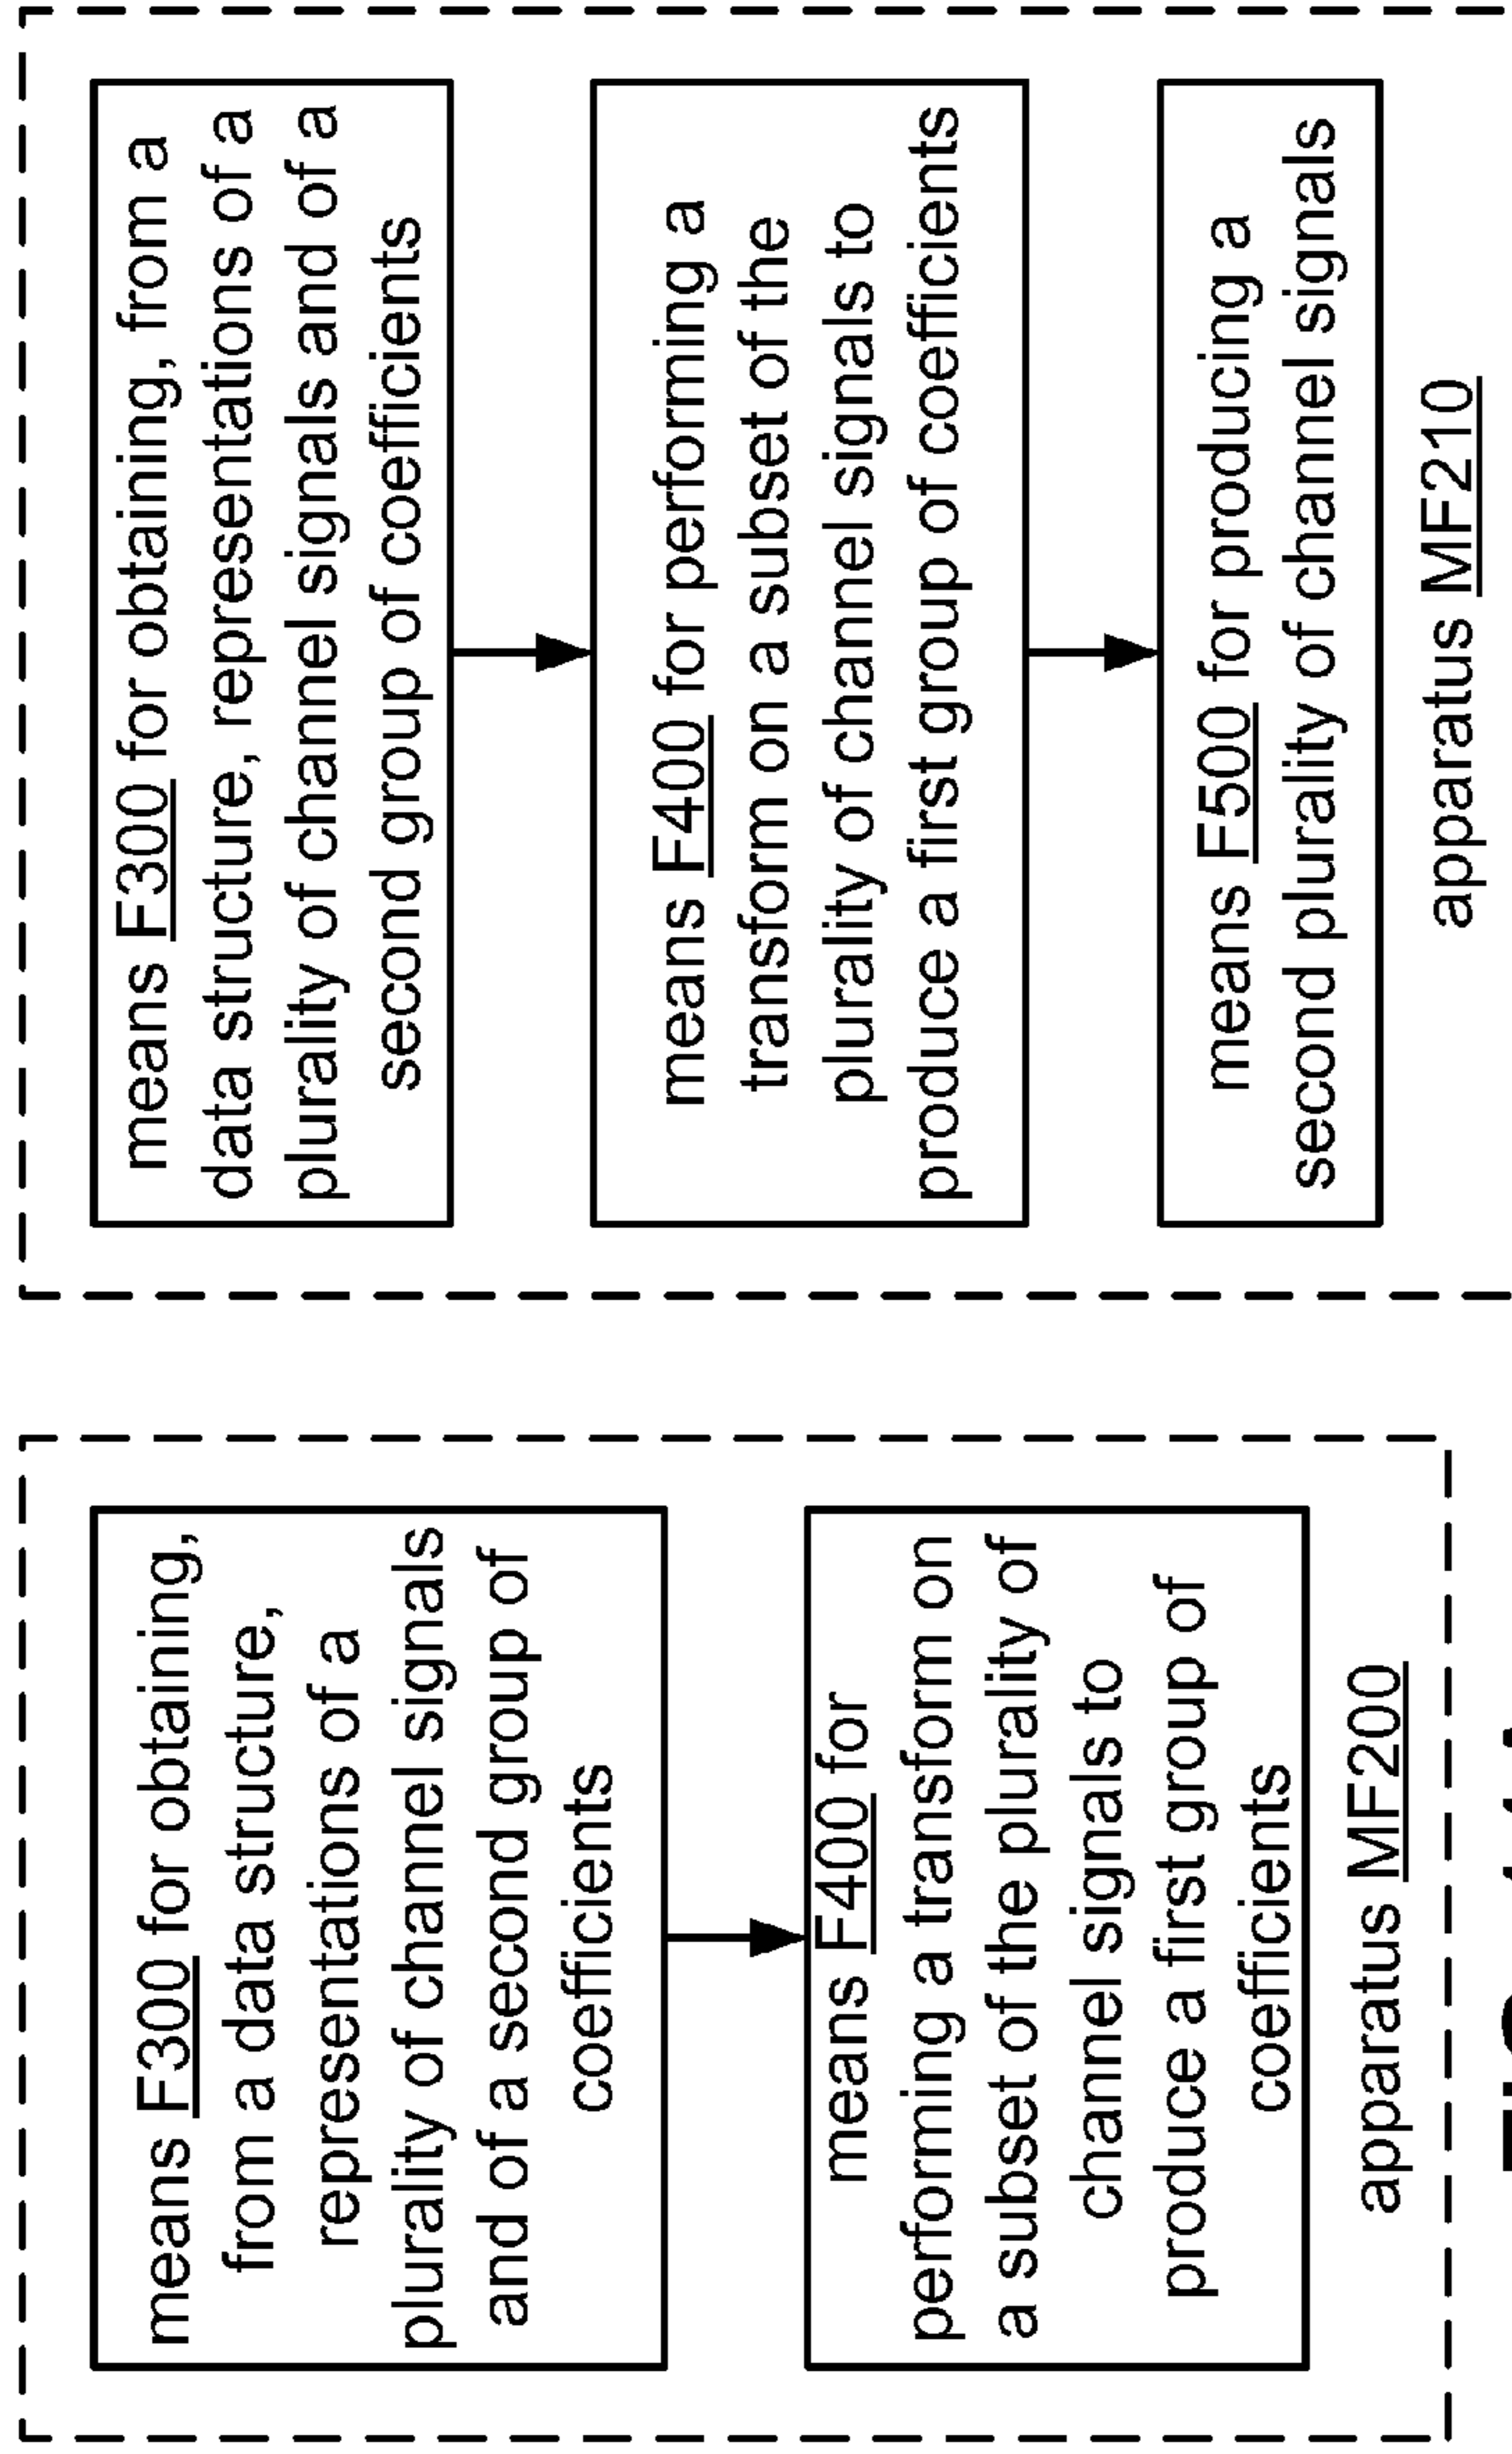 means F300 for obtaining,
from a data structure,
representations of a
plurality of channel signals
and of a second group of
coefficients
means F400 for
performing a transform on
a subset of the plurality of
channel signals to
produce a first group of
coefficients
apparatus MF200
means F300 for obtaining, from a
data structure, representations of a
plurality of channel signals and of a
second group of coefficients
means F400 for performing a
transform on a subset of the
plurality of channel signals to
produce a first group of coefficients
means F500 for producing a
second plurality of channel signals
apparatus MF210